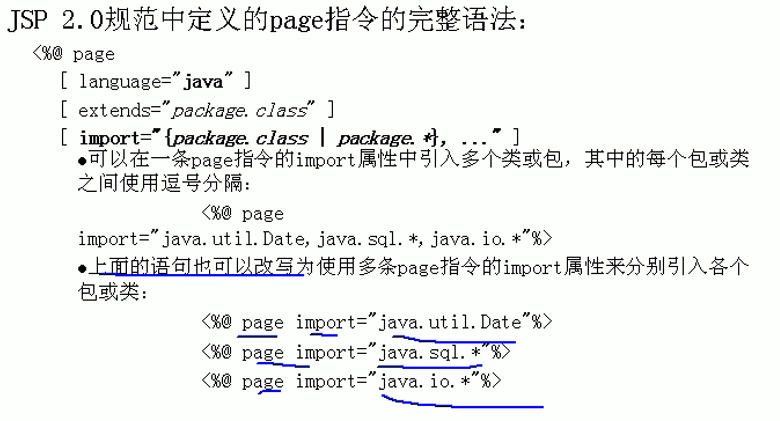 JSP 2.0规范中定义的page指令的完整语法：
<%@ page
[ language="java" ]
[ extends="package.class" ]
[ import="{package.class | package.*}, ..." ]
●可以在一条page指令的import属性中引入多个类或包，其中的每个包或类
之间使用逗号分隔：
<%@ page
import="java.util.Date,java.sql.*,java.io.*"%>
●上面的语句也可以改写为使用多条page指令的import属性来分别引入各个
包或类：
<%@ page import="java.util.Date"%>
<%@ page import="java.sql.*"%>
<%@ page import="java.io.*"%>